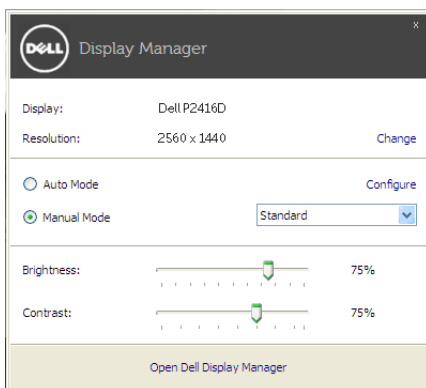 x
DELL Display Manager
Display: Dell P2416D
Resolution: 2560 x 1440 Change
Auto Mode Configure
Manual Mode Standard
Brightness: 75%
Contrast: 75%
Open Dell Display Manager